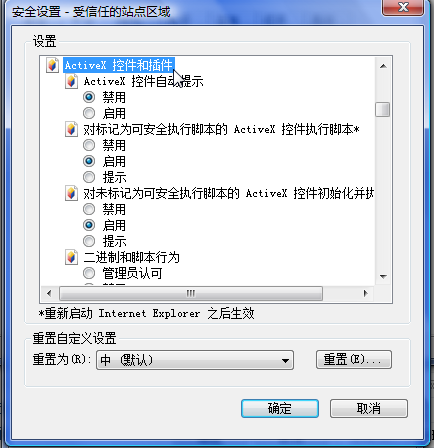 安全设置 - 受信任的站点区域
设置
ActiveX 控件和插件
ActiveX 控件自动提示
禁用
启用
对标记为可安全执行脚本的 ActiveX 控件执行脚本*
禁用
启用
提示
对未标记为可安全执行脚本的 ActiveX 控件初始化并执
禁用
启用
提示
二进制和脚本行为
管理员认可
*重新启动 Internet Explorer 之后生效
重置自定义设置
重置为(R): 中 (默认) 重置(E)...
确定 取消